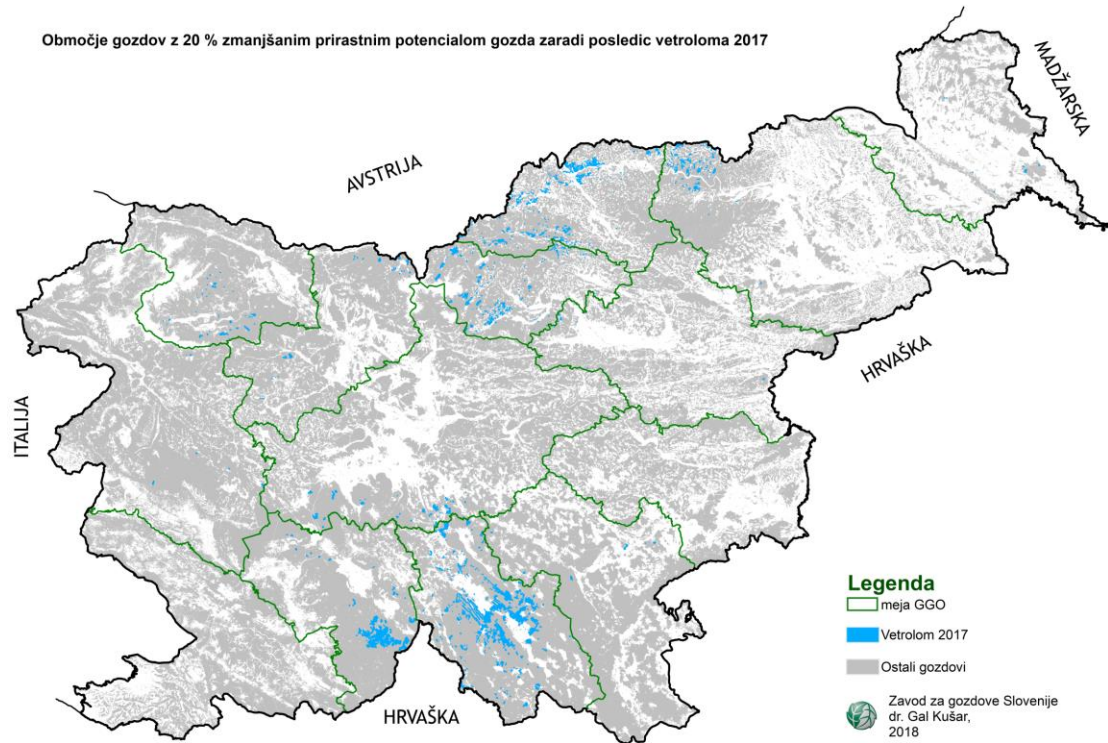 Območje gozdov z 20 % zmanjšanim prirastnim potencialom gozda zaradi posledic vetroloma 2017
MADŽARSKA
AVSTRIJA
HRVAŠKA
ITALIJA
HRVAŠKA
Legenda
meja GGO
Vetrolom 2017
Ostali gozdovi
Zavod za gozdove Slovenije
dr. Gal Kušar,
2018